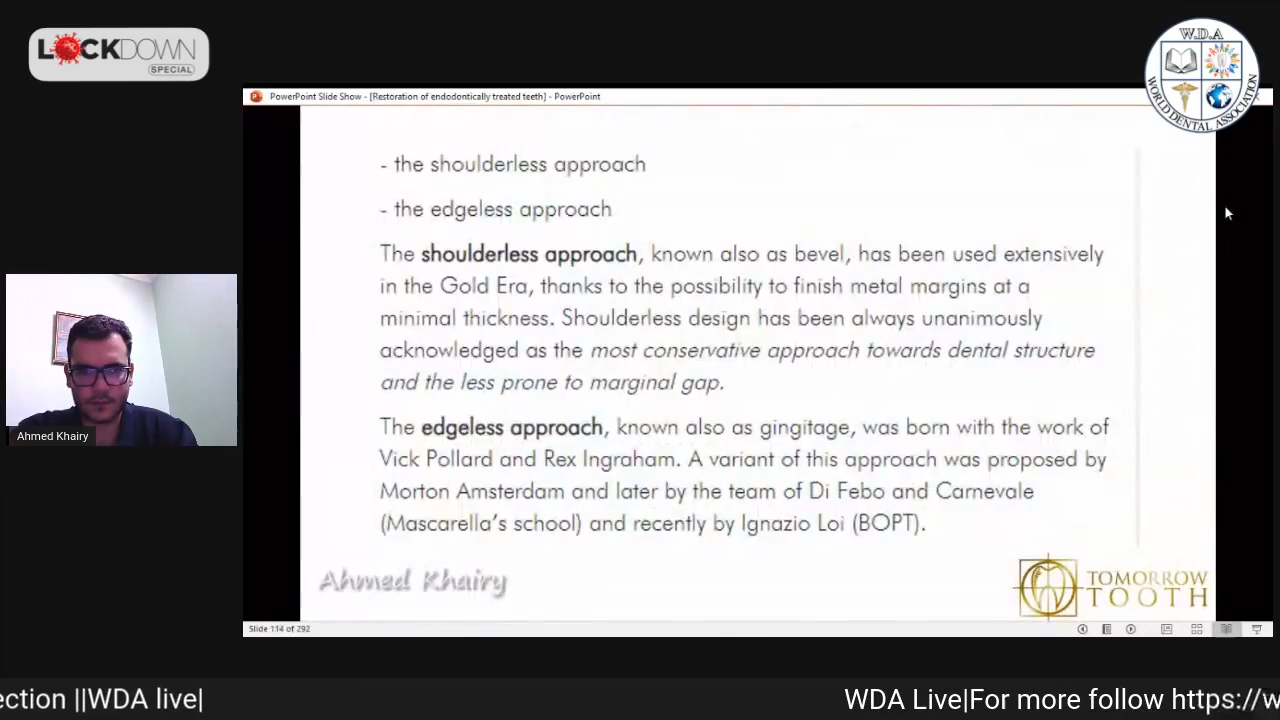 LOCKDOWN
SPECIAL
W.D.A
WORLD DENTAL ASSOCIATION
PowerPoint Slide Show - [Restoration of endodontically treated teeth] - PowerPoint
- the shoulderless approach
- the edgeless approach
The shoulderless approach, known also as bevel, has been used extensively
in the Gold Era, thanks to the possibility to finish metal margins at a
minimal thickness. Shoulderless design has been always unanimously
acknowledged as the most conservative approach towards dental structure
and the less prone to marginal gap.
The edgeless approach, known also as gingitage, was born with the work of
Vick Pollard and Rex Ingraham. A variant of this approach was proposed by
Morton Amsterdam and later by the team of Di Febo and Carnevale
(Mascarella's school) and recently by Ignazio Loi (BOPT).
Ahmed Khairy
Ahmed Khairy
TOMORROW
TOOTH
Slide 114 of 292
ection ||WDA live| WDA Live|For more follow https://w